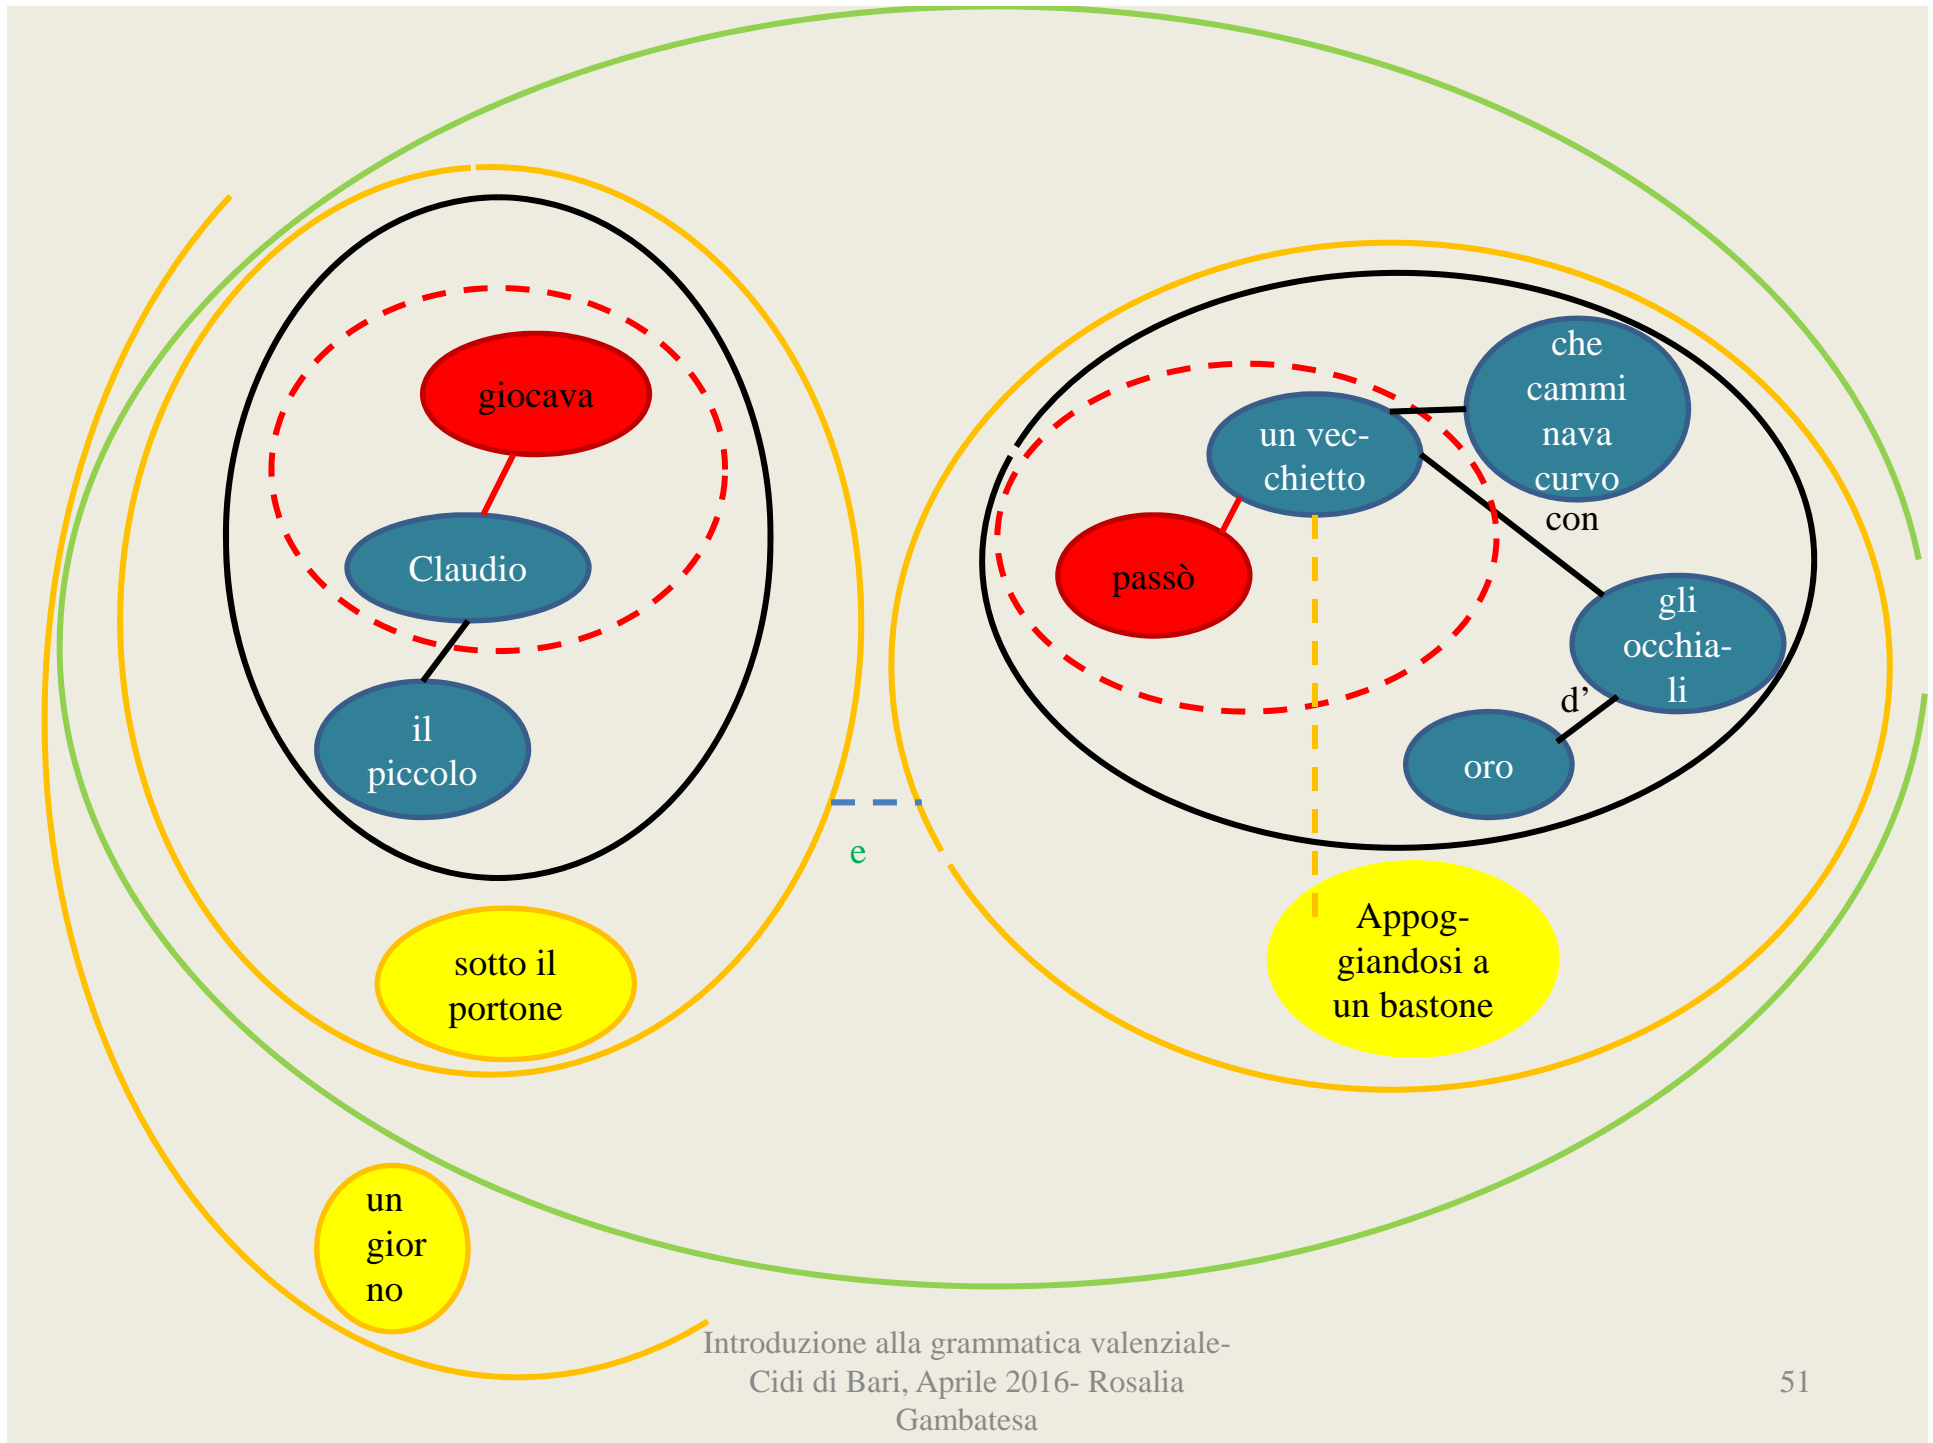 giocava
Claudio
il
piccolo
sotto il
portone
un
gior
no
e
un vec-
chietto
passò
che
cammi
nava
curvo
con
gli
occhia-
li
d’
oro
Appog-
giandosi a
un bastone
Introduzione alla grammatica valenziale-
Cidi di Bari, Aprile 2016- Rosalia
Gambatesa
51